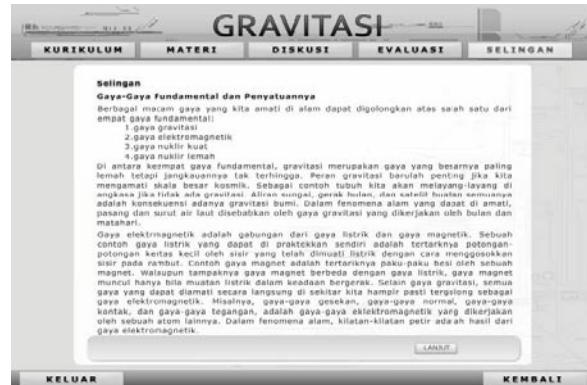 GRAVITASI
KURIKULUM MATERI DISKUSI EVALUASI SELINGAN
Selingan
Gaya-Gaya Fundamental dan Penyatuannya
Berbagai macam gaya yang kita amati di alam dapat digolongkan atas salah satu dari
empat gaya fundamental:
1.gaya gravitasi
2.gaya elektromagnetik
3.gaya nuklir kuat
4.gaya nuklir lemah
Di antara keempat gaya fundamental, gravitasi merupakan gaya yang besarnya paling
lemah tetapi jangkauannya tak terhingga. Peran gravitasi barulah penting jika kita
mengamati skala besar kosmik. Sebagai contoh tubuh kita akan melayang-layang di
angkasa jika tidak ada gravitasi. Aliran sungai, gerak bulan, dan satelit buatan semuanya
adalah konsekuensi adanya gravitasi bumi. Dalam fenomena alam yang dapat di amati,
pasang dan surut air laut disebabkan oleh gaya gravitasi yang dikerjakan oleh bulan dan
matahari.
Gaya elektrmagnetik adalah gabungan dari gaya listrik dan gaya magnetik. Sebuah
contoh gaya listrik yang dapat di praktekkan sendiri adalah tertariknya potongan-
potongan kertas kecil oleh sisir yang telah dimuati listrik dengan cara menggosokkan
sisir pada rambut. Contoh gaya magnet adalah tertariknya paku-paku besi oleh sebuah
magnet. Walaupun tampaknya gaya magnet berbeda dengan gaya listrik, gaya magnet
muncul hanya bila muatan listrik dalam keadaan bergerak. Selain gaya gravitasi, semua
gaya yang dapat diamati secara langsung di sekitar kita hampir pasti tergolong sebagai
gaya elektromagnetik. Misalnya, gaya-gaya gesekan, gaya-gaya normal, gaya-gaya
kontak, dan gaya-gaya tegangan, adalah gaya-gaya eklektromagnetik yang dikerjakan
oleh sebuah atom lainnya. Dalam fenomena alam, kilatan-kilatan petir adalah hasil dari
gaya elektromagnetik.
LANJUT
KELUAR KEMBALI